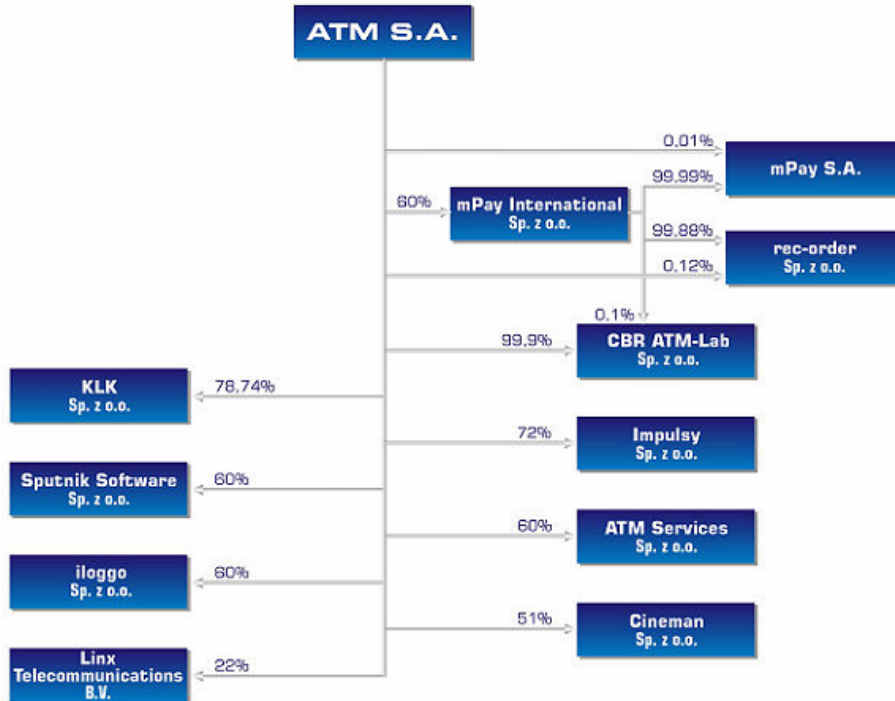 ATM S.A.
0,01%
mPay S.A.
99,99%
60%
mPay International
Sp. z o.o.
99,88%
rec-order
Sp. z o.o.
0,12%
0,1%
99,9%
CBR ATM-Lab
Sp. z o.o.
KLK
Sp. z o.o.
78,74%
72%
Impulsy
Sp. z o.o.
Sputnik Software
Sp. z o.o.
60%
60%
ATM Services
Sp. z o.o.
iloggo
Sp. z o.o.
60%
51%
Cineman
Sp. z o.o.
Linx
Telecommunications
B.V.
22%